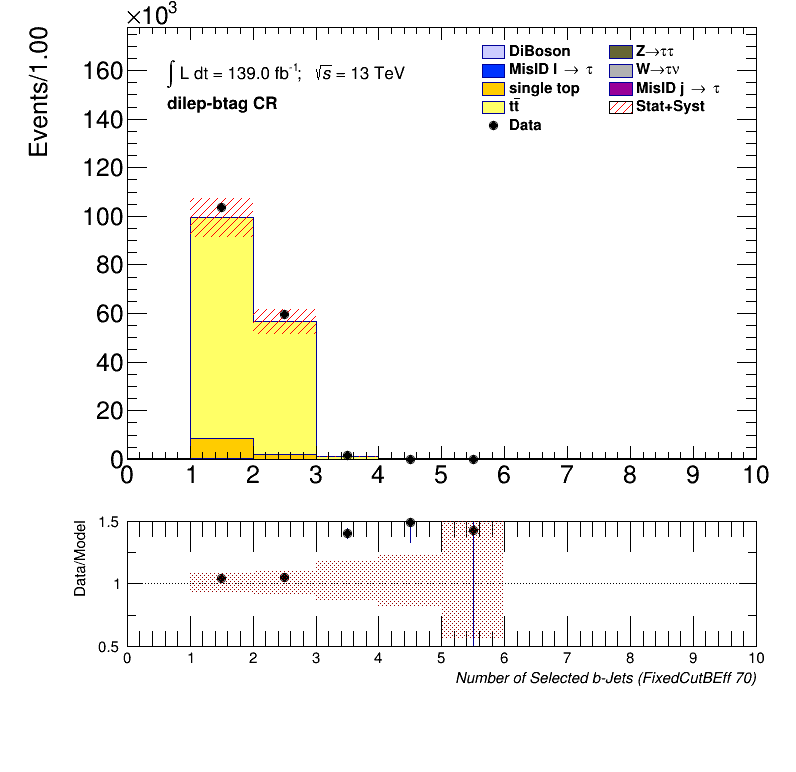 ×10³
Events/1.00
160
140
120
100
80
60
40
20
0
∫ L dt = 139.0 fb⁻¹; √s = 13 TeV
dilep-btag CR
DiBoson
MisID l → τ
single top
tt̄
Data
Z→ττ
W→τν
MisID j → τ
Stat+Syst
0 1 2 3 4 5 6 7 8 9 10
Data/Model
1.5
1
0.5
0 1 2 3 4 5 6 7 8 9 10
Number of Selected b-Jets (FixedCutBEff 70)